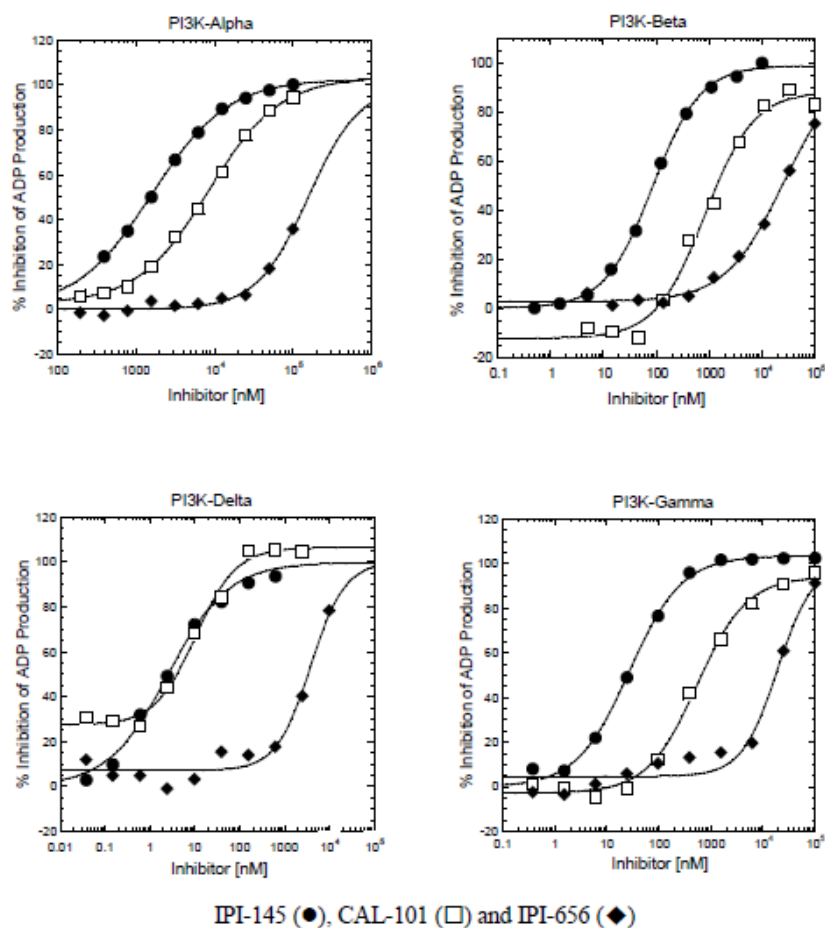 PI3K-Alpha
120
100
80
60
40
20
0
-20
% Inhibition of ADP Production
100 1000 10⁴ 10⁵ 10⁶
Inhibitor [nM]
PI3K-Beta
100
80
60
40
20
0
-20
% Inhibition of ADP Production
0.1 1 10 100 1000 10⁴ 10⁵
Inhibitor [nM]
PI3K-Delta
120
100
80
60
40
20
0
-20
% Inhibition of ADP Production
0.01 0.1 1 10 100 1000 10⁴ 10⁵
Inhibitor [nM]
PI3K-Gamma
120
100
80
60
40
20
0
-20
% Inhibition of ADP Production
0.1 1 10 100 1000 10⁴ 10⁵
Inhibitor [nM]
IPI-145 (●), CAL-101 (□) and IPI-656 (◆)